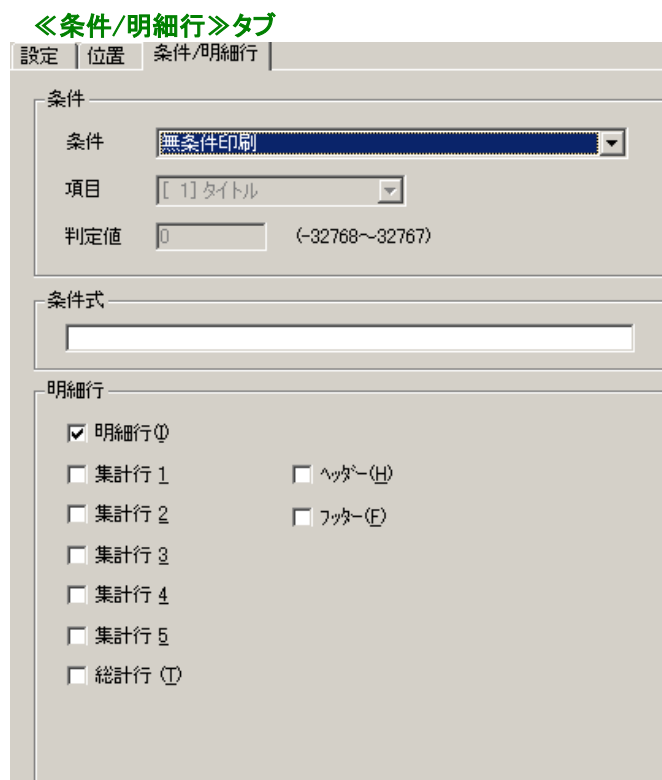 ≪条件/明細行≫タブ
設定 位置 条件/明細行
条件
条件 無条件印刷
項目 [ 1] タイトル
判定値 0 (-32768～32767)
条件式
明細行
明細行(I)
集計行 1 ヘッダー(H)
集計行 2 フッター(F)
集計行 3
集計行 4
集計行 5
総計行 (T)